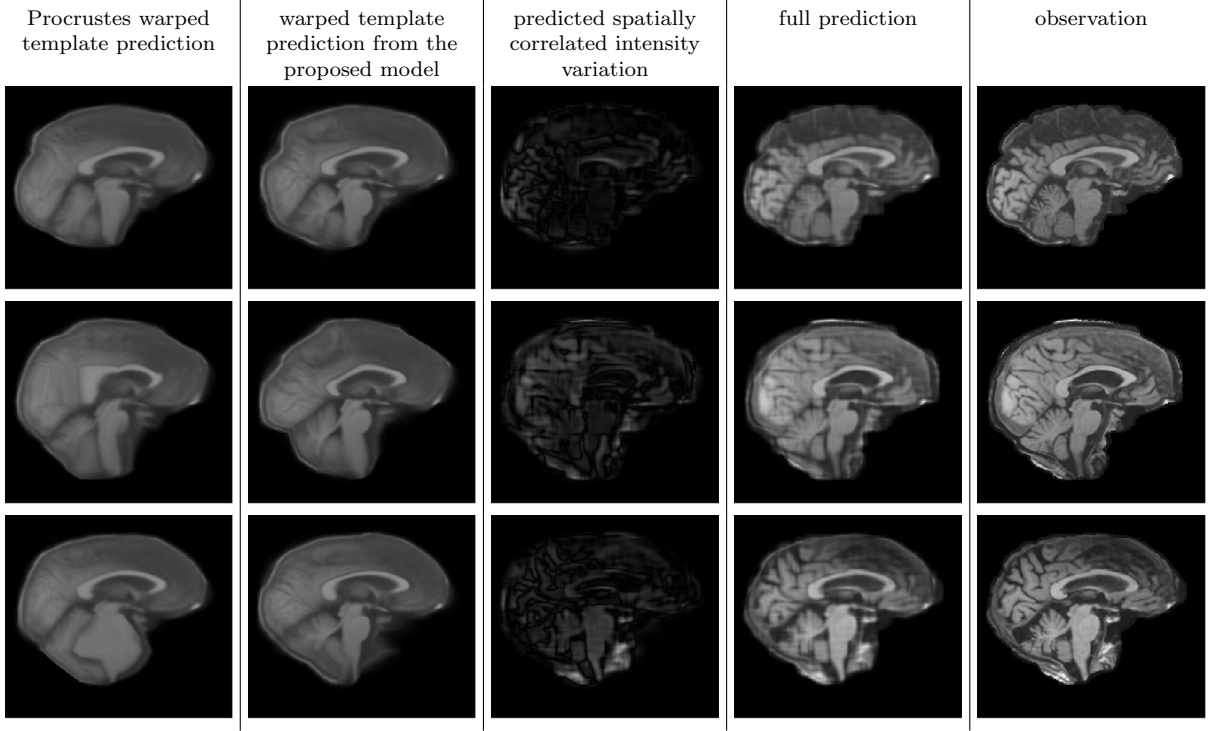 Procrustes warped
template prediction
warped template
prediction from the
proposed model
predicted spatially
correlated intensity
variation
full prediction
observation